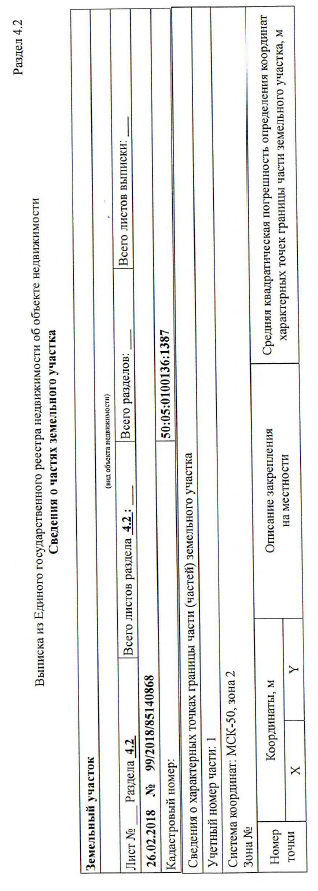 Раздел 4.2
Выписка из Единого государственного реестра недвижимости об объекте недвижимости
Сведения о частях земельного участка
Земельный участок
(вид объекта недвижимости)
Лист № ___ Раздела 4.2 Всего листов раздела 4.2 : ___ Всего разделов: ___ Всего листов выписки: ___
26.02.2018 № 99/2018/85140868
Кадастровый номер: 50:05:0100136:1387
Сведения о характерных точках границы части (частей) земельного участка
Учетный номер части: 1
Система координат: МСК-50, зона 2
Зона №
Номер точки
Координаты, м
X Y
Описание закрепления
на местности
Средняя квадратическая погрешность определения координат
характерных точек границы части земельного участка, м